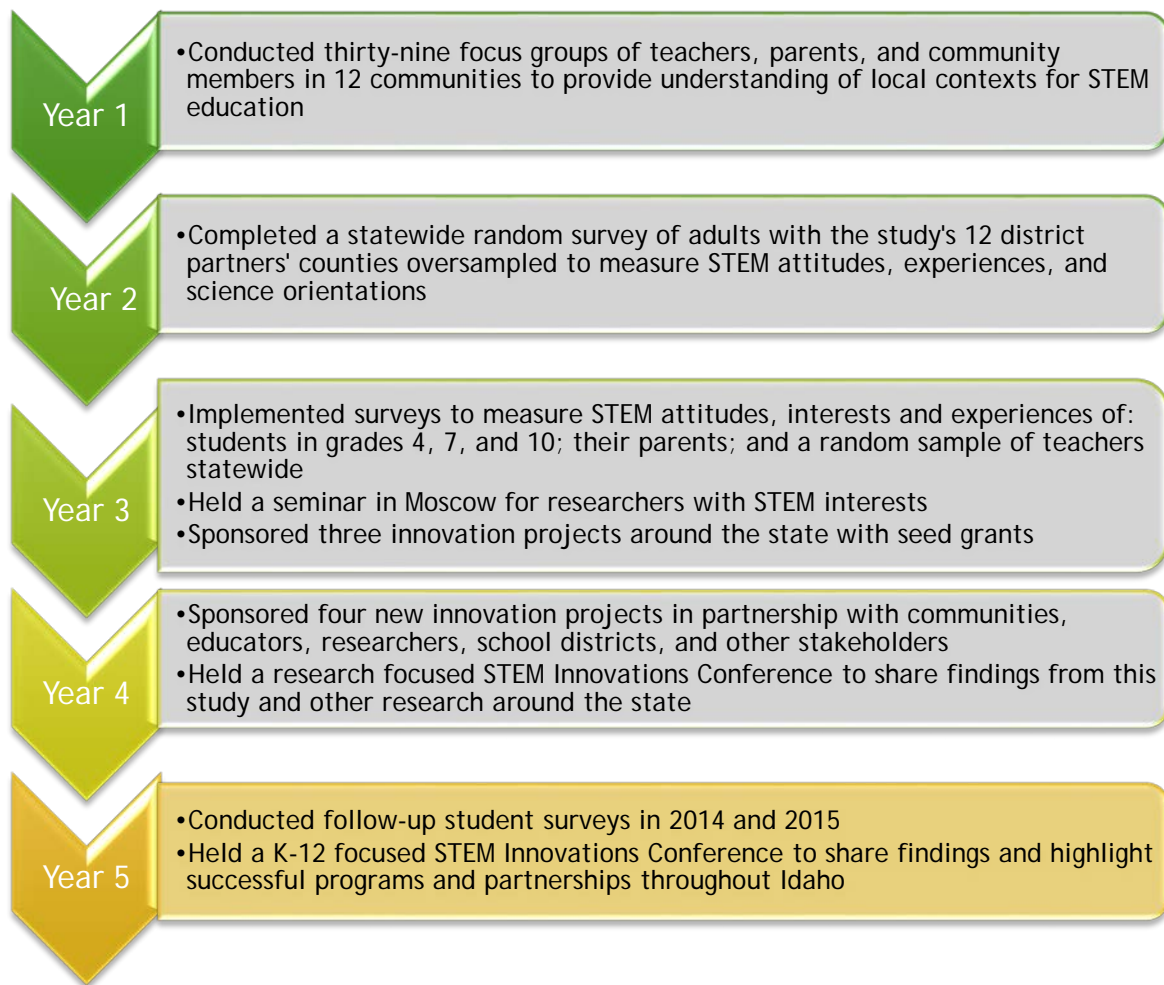 Year 1
•Conducted thirty-nine focus groups of teachers, parents, and community
members in 12 communities to provide understanding of local contexts for STEM
education
Year 2
•Completed a statewide random survey of adults with the study's 12 district
partners' counties oversampled to measure STEM attitudes, experiences, and
science orientations
Year 3
•Implemented surveys to measure STEM attitudes, interests and experiences of:
students in grades 4, 7, and 10; their parents; and a random sample of teachers
statewide
•Held a seminar in Moscow for researchers with STEM interests
•Sponsored three innovation projects around the state with seed grants
Year 4
•Sponsored four new innovation projects in partnership with communities,
educators, researchers, school districts, and other stakeholders
•Held a research focused STEM Innovations Conference to share findings from this
study and other research around the state
Year 5
•Conducted follow-up student surveys in 2014 and 2015
•Held a K-12 focused STEM Innovations Conference to share findings and highlight
successful programs and partnerships throughout Idaho